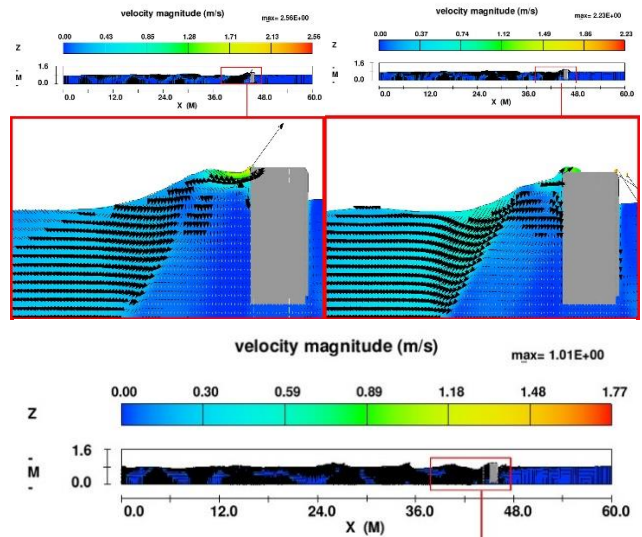 velocity magnitude (m/s)
max= 2.56E+00
Z
0.00 0.43 0.85 1.28 1.71 2.13 2.56
- M -
1.6
0.0
0.0 12.0 24.0 36.0 48.0 60.0
X (M)
velocity magnitude (m/s)
max= 2.23E+00
Z
0.00 0.37 0.74 1.12 1.49 1.86 2.23
- M -
1.6
0.0
0.0 12.0 24.0 36.0 48.0 60.0
X (M)
velocity magnitude (m/s)
max= 1.01E+00
Z
0.00 0.30 0.59 0.89 1.18 1.48 1.77
- M -
1.6
0.0
0.0 12.0 24.0 36.0 48.0 60.0
X (M)